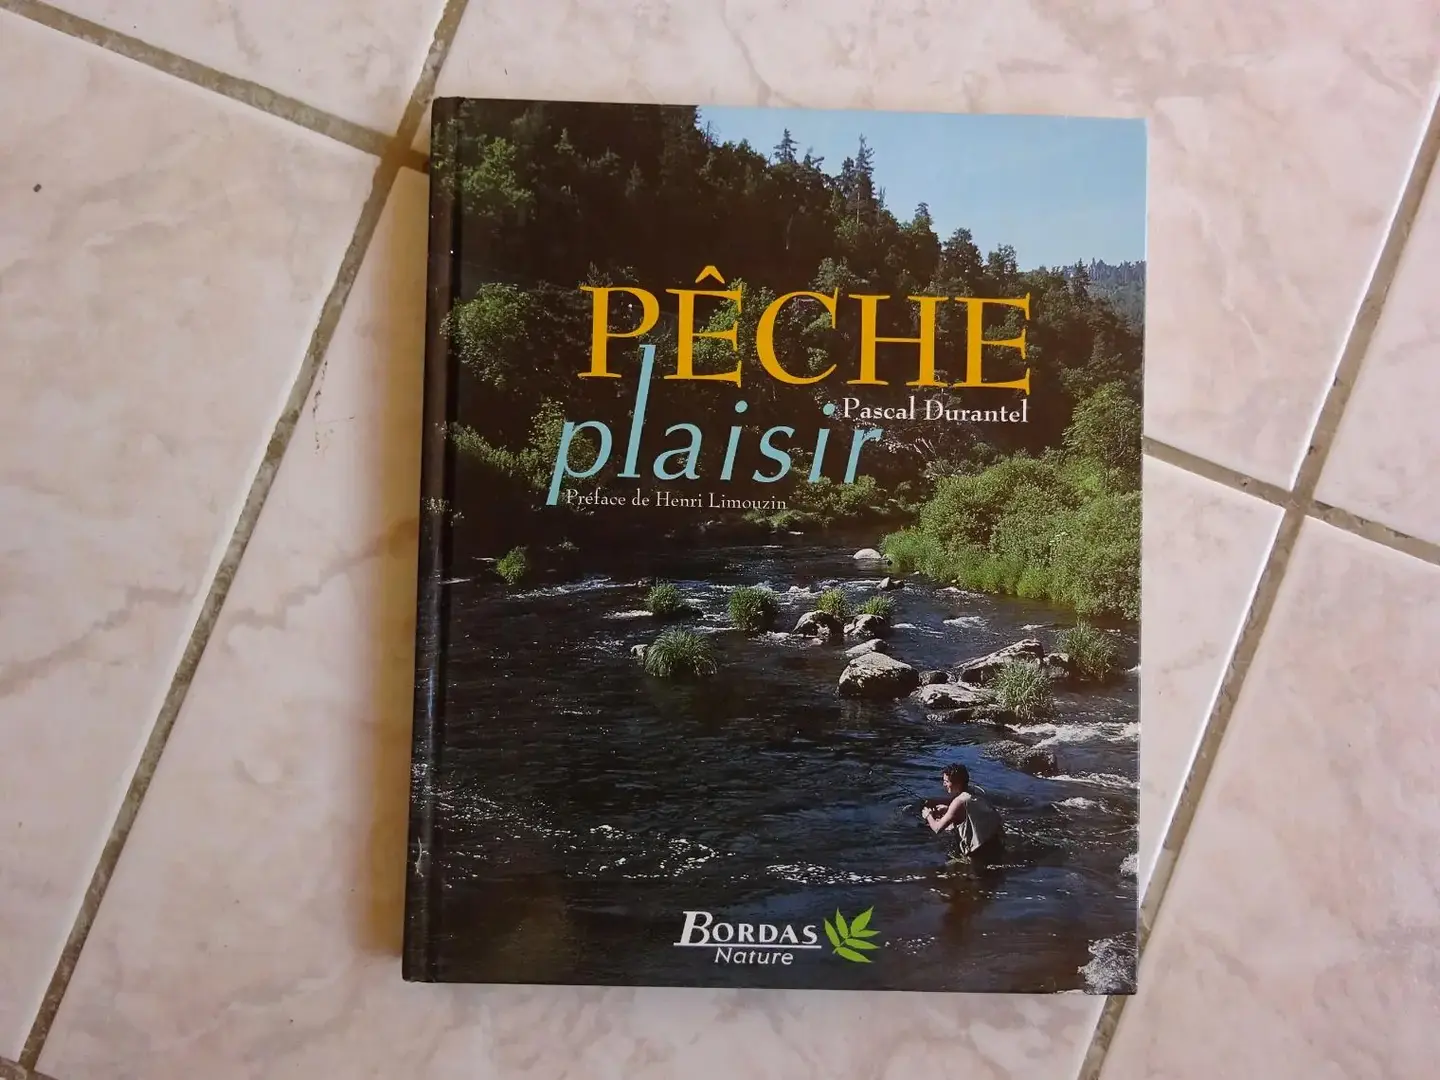 PÊCHE
Pascal Durantel
plaisir
Préface de Henri Limouzin
BORDAS
Nature